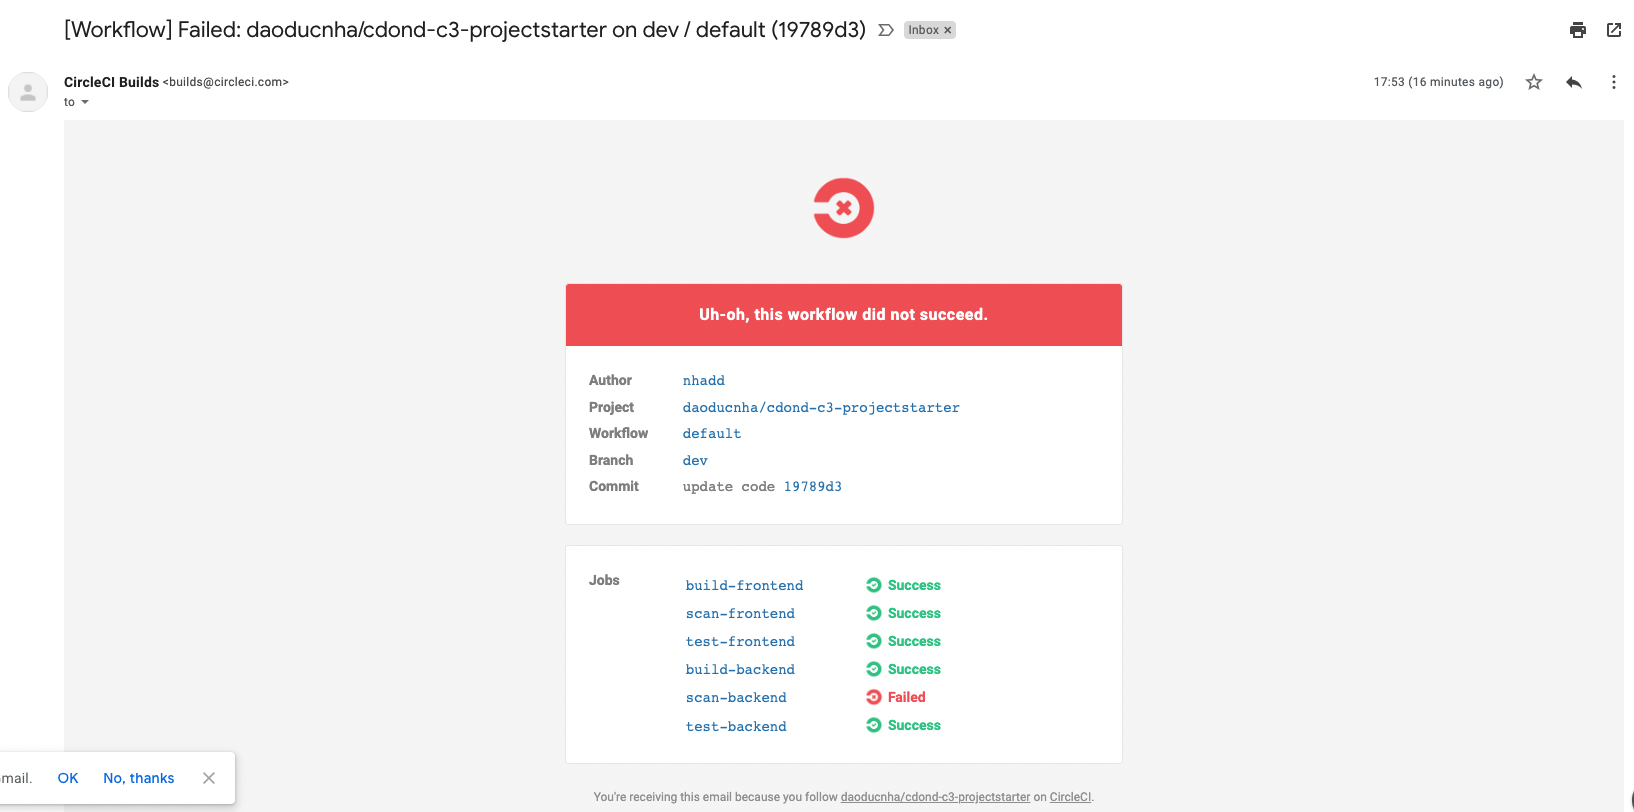 [Workflow] Failed: daoducnha/cdond-c3-projectstarter on dev / default (19789d3) Inbox ×
CircleCI Builds <builds@circleci.com> 17:53 (16 minutes ago)
to
Uh-oh, this workflow did not succeed.
Author nhadd
Project daoducnha/cdond-c3-projectstarter
Workflow default
Branch dev
Commit update code 19789d3
Jobs
build-frontend Success
scan-frontend Success
test-frontend Success
build-backend Success
scan-backend Failed
test-backend Success
mail. OK No, thanks
You're receiving this email because you follow daoducnha/cdond-c3-projectstarter on CircleCI.